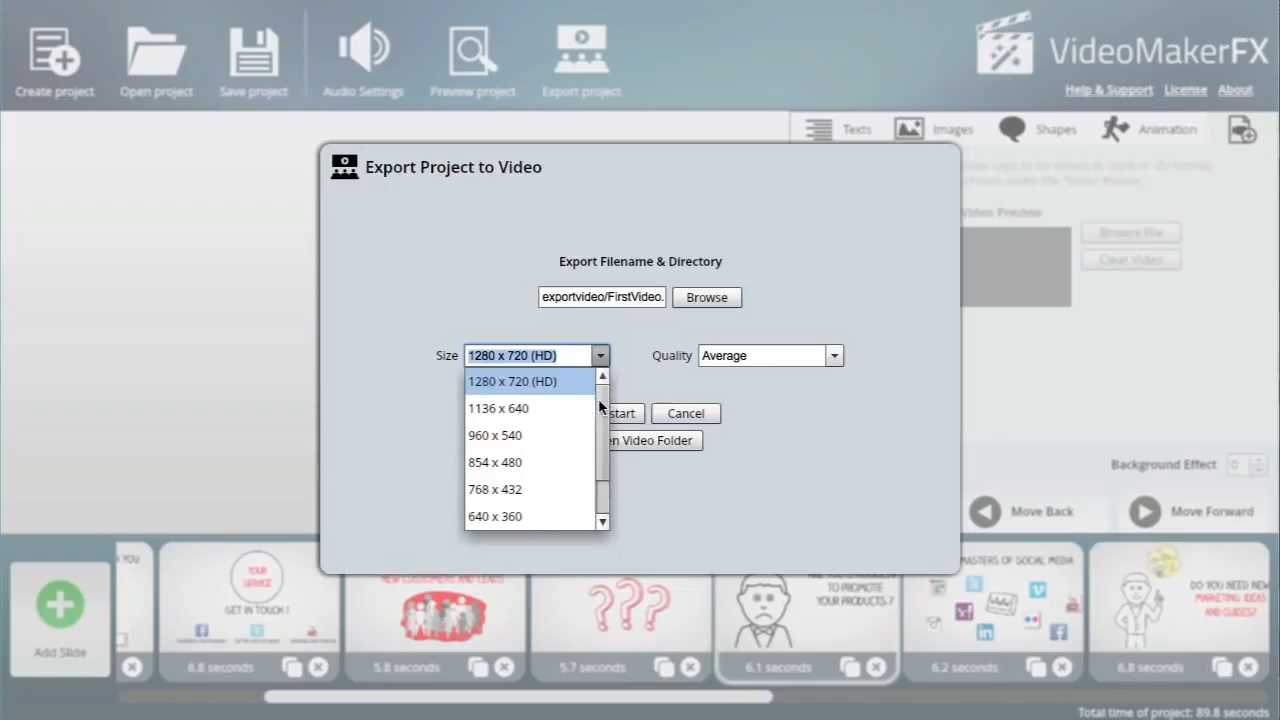 Create project
Open project
Save project
Audio Settings
Preview project
Export project
VideoMakerFX
Help & Support License About
Texts
Images
Shapes
Animation
Export Project to Video
Export Filename & Directory
exportvideo/FirstVideo.
Browse
Size
1280 x 720 (HD)
Quality
Average
1280 x 720 (HD)
1136 x 640
960 x 540
854 x 480
768 x 432
640 x 360
start
Cancel
en Video Folder
Video Preview
Browse File
Clear Video
Background Effect 0
Move Back
Move Forward
Add Slide
YOU
YOUR
SERVICE
GET IN TOUCH !
6.8 seconds
NEW CUSTOMERS AND LEADS
5.8 seconds
???
5.7 seconds
TO PROMOTE
YOUR PRODUCTS ?
6.1 seconds
MASTERS OF SOCIAL MEDIA
6.2 seconds
DO YOU NEED NEW
MARKETING IDEAS
AND GUIDES?
6.8 seconds
Total time of project: 89.8 seconds